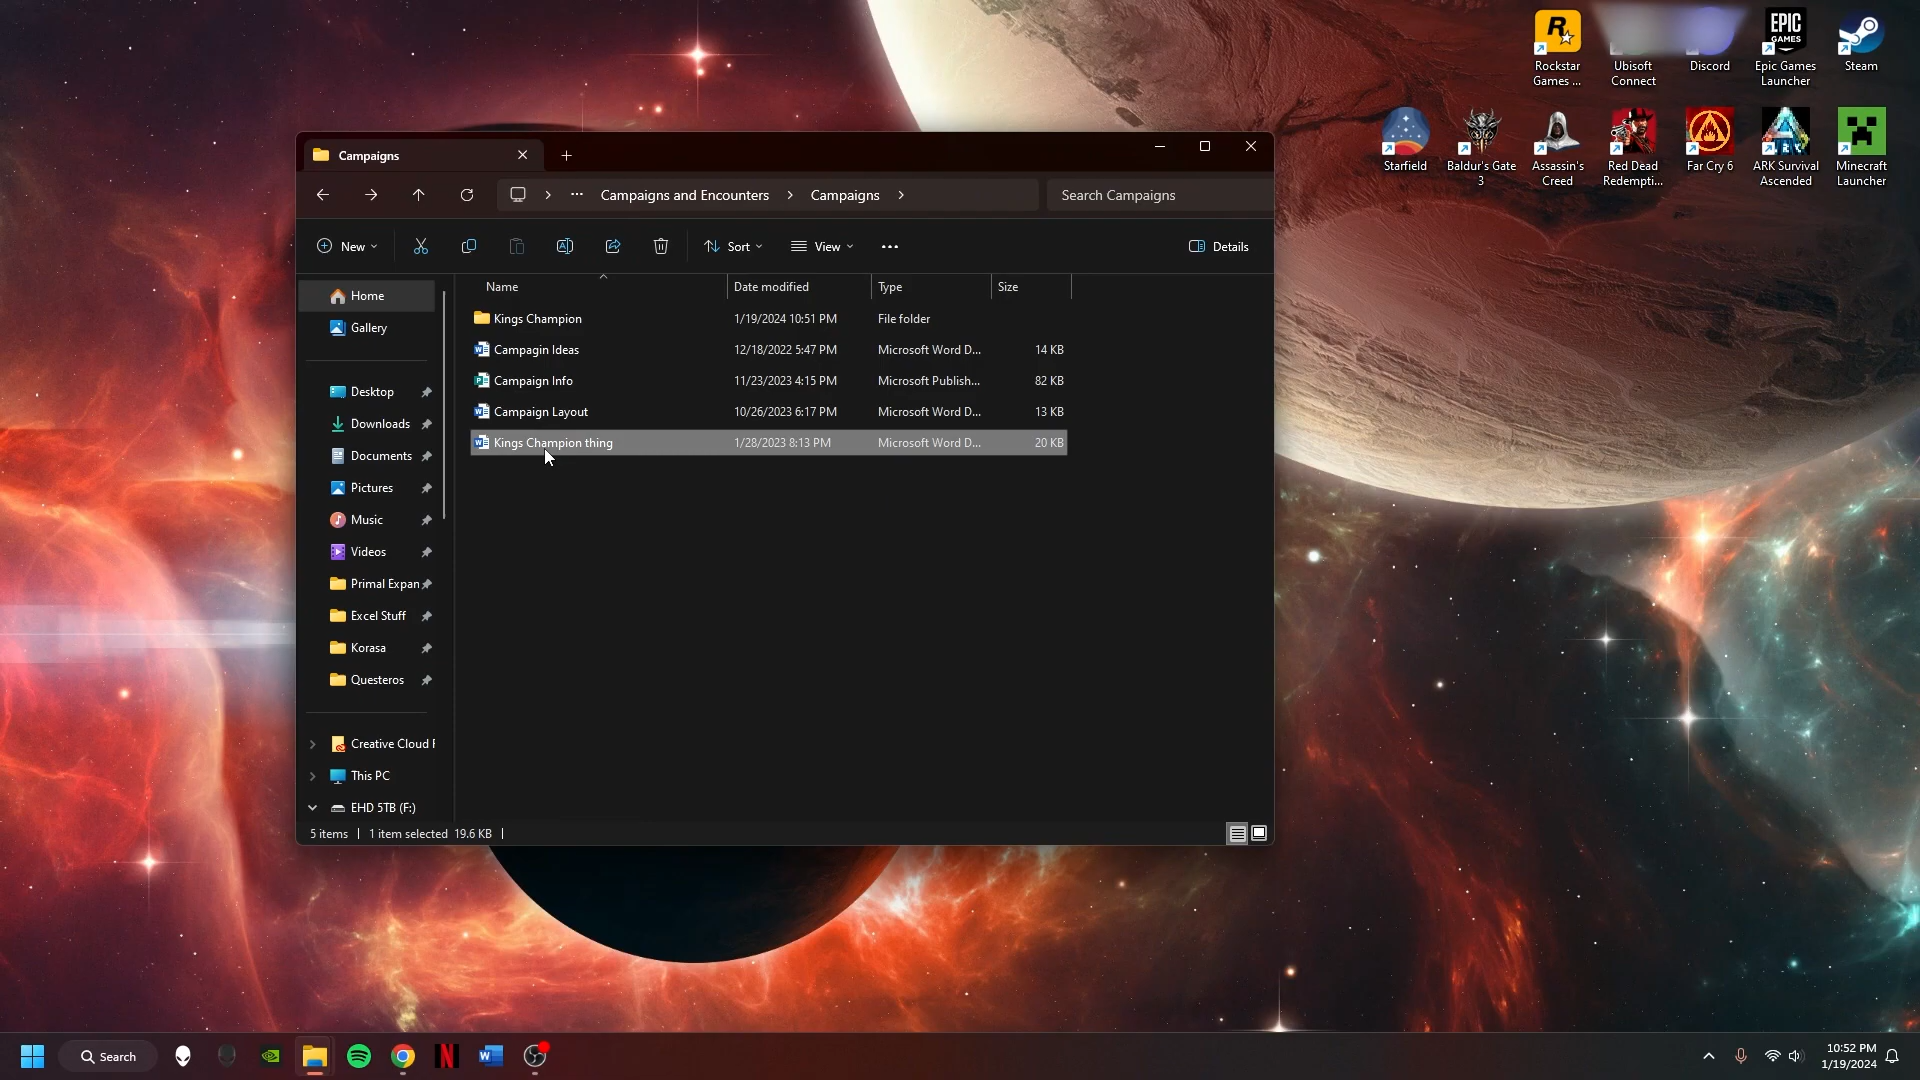 Rockstar
Games ...
Ubisoft
Connect
Discord
EPIC
GAMES
Epic Games
Launcher
Steam
Starfield
Baldur's Gate
3
Assassin's
Creed
Red Dead
Redempti...
Far Cry 6
ARK Survival
Ascended
Minecraft
Launcher
Campaigns
Campaigns and Encounters
Campaigns
Search Campaigns
New
Sort
View
Details
Name Date modified Type Size
Kings Champion 1/19/2024 10:51 PM File folder
Campagin Ideas 12/18/2022 5:47 PM Microsoft Word D... 14 KB
Campaign Info 11/23/2023 4:15 PM Microsoft Publish... 82 KB
Campaign Layout 10/26/2023 6:17 PM Microsoft Word D... 13 KB
Kings Champion thing 1/28/2023 8:13 PM Microsoft Word D... 20 KB
Home
Gallery
Desktop
Downloads
Documents
Pictures
Music
Videos
Primal Expan
Excel Stuff
Korasa
Questeros
Creative Cloud F
This PC
EHD 5TB (F:)
5 items 1 item selected 19.6 KB
Search
10:52 PM
1/19/2024